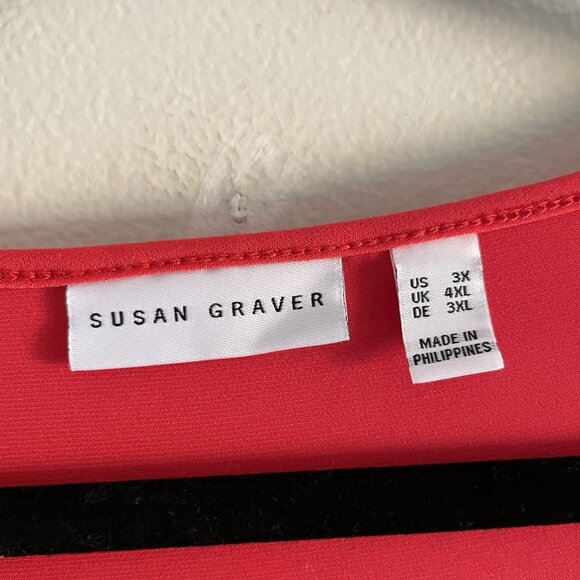 SUSAN GRAVER
US 3X
UK 4XL
DE 3XL
MADE IN
PHILIPPINES